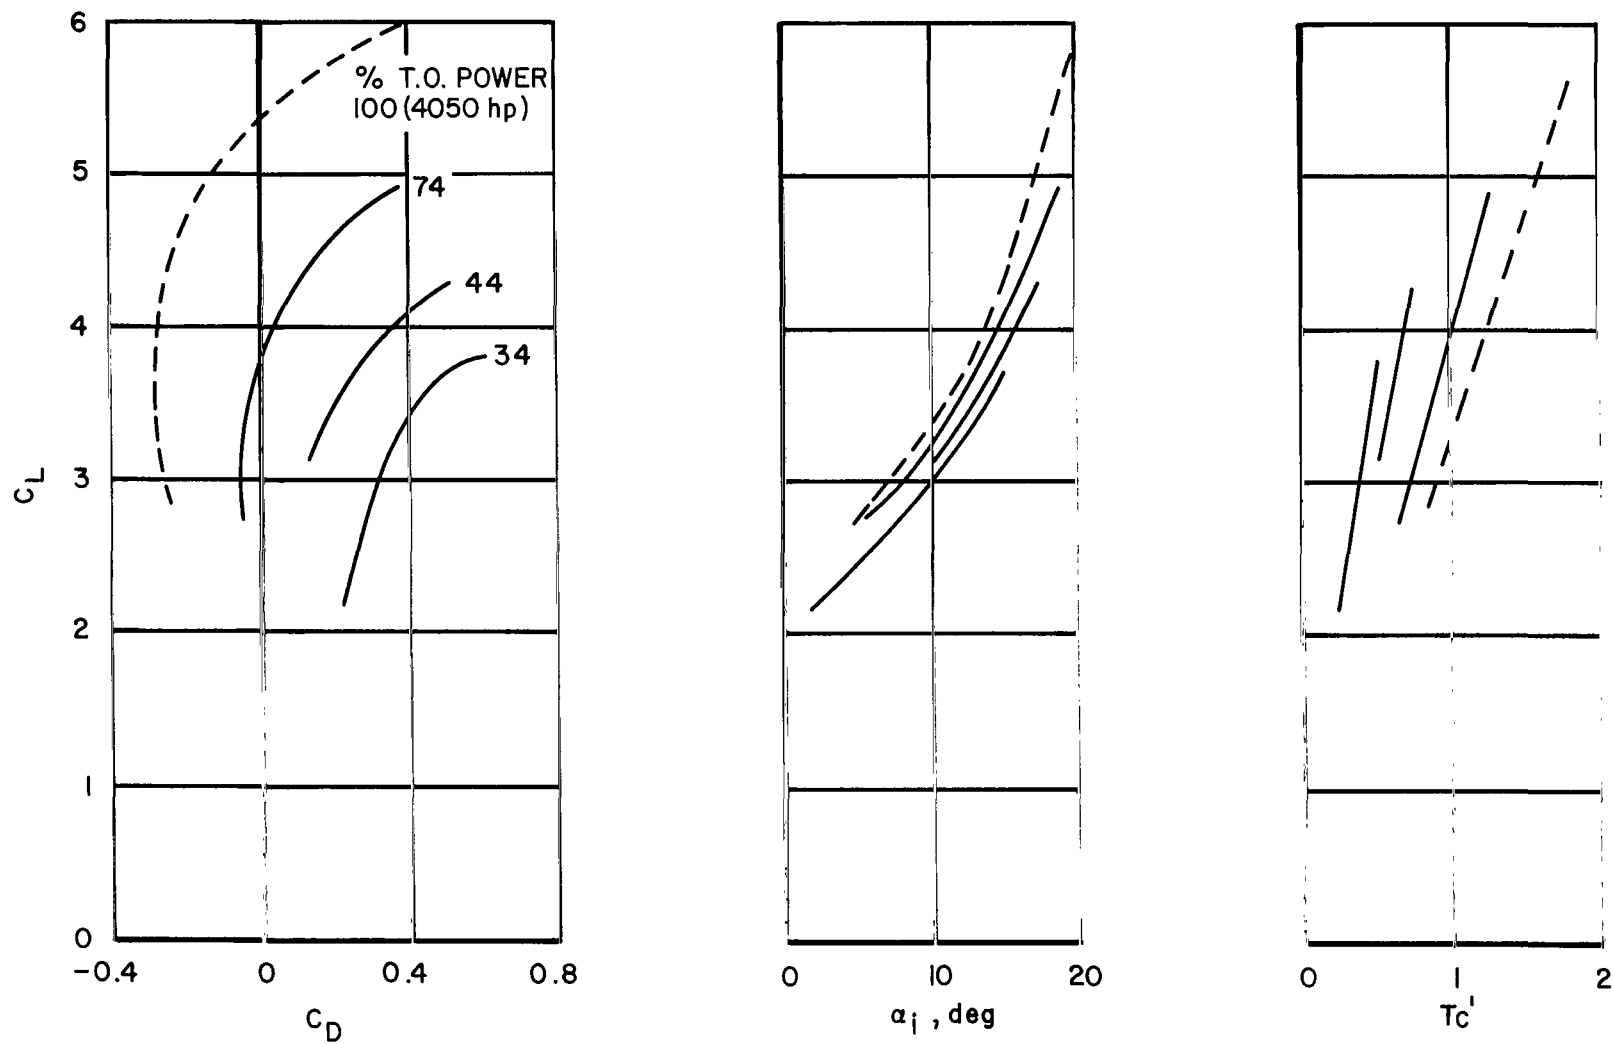 6
% T.O. POWER
100 (4050 hp)
5
74
44
4
34
3
C_L
2
1
0
-0.4 0 0.4 0.8
C_D
0 10 20
α_i, deg
0 1 2
Tc'